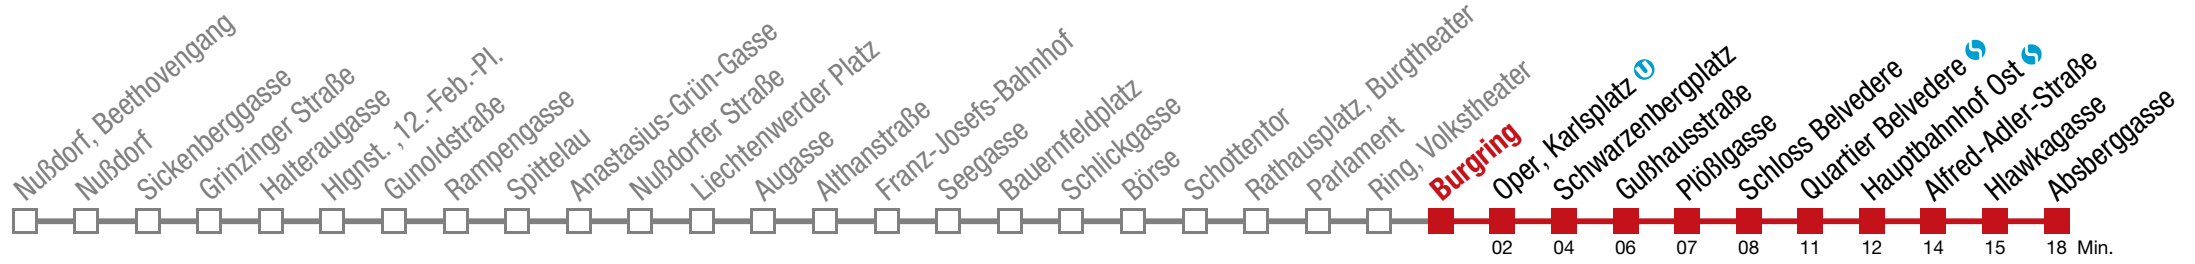 Nußdorf, Beethovengang
Nußdorf
Sickenberggasse
Grinzinger Straße
Halteraugasse
Hlgnst. ,12.-Feb.-Pl.
Gunoldstraße
Rampengasse
Spittelau
Anastasius-Grün-Gasse
Nußdorfer Straße
Liechtenwerder Platz
Augasse
Althanstraße
Franz-Josefs-Bahnhof
Seegasse
Bauernfeldplatz
Schlickgasse
Börse
Schottentor
Rathausplatz, Burgtheater
Parlament
Ring, Volkstheater
Burgring
Oper, Karlsplatz U
Schwarzenbergplatz
Gußhausstraße
Plößlgasse
Schloss Belvedere
Quartier Belvedere S
Hauptbahnhof Ost S
Alfred-Adler-Straße
Hlawkagasse
Absberggasse
02 04 06 07 08 11 12 14 15 18 Min.